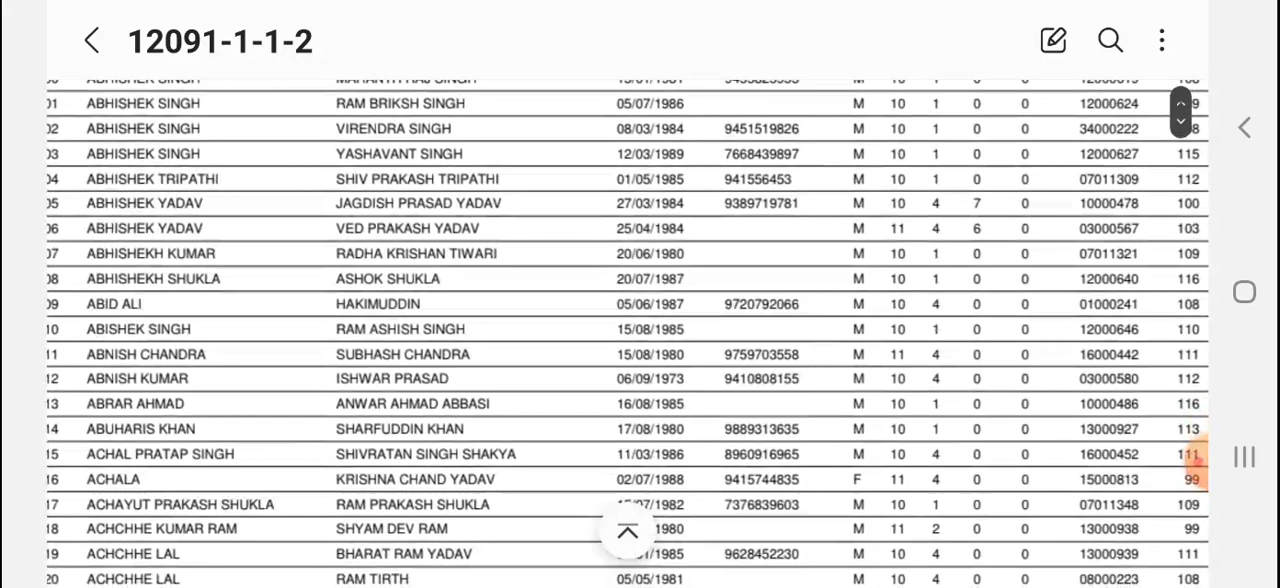 12091-1-1-2
01 ABHISHEK SINGH RAM BRIKSH SINGH 05/07/1986 M 10 1 0 0 12000624 9
02 ABHISHEK SINGH VIRENDRA SINGH 08/03/1984 9451519826 M 10 1 0 0 34000222 8
03 ABHISHEK SINGH YASHAVANT SINGH 12/03/1989 7668439897 M 10 1 0 0 12000627 115
04 ABHISHEK TRIPATHI SHIV PRAKASH TRIPATHI 01/05/1985 941556453 M 10 1 0 0 07011309 112
05 ABHISHEK YADAV JAGDISH PRASAD YADAV 27/03/1984 9389719781 M 10 4 7 0 10000478 100
06 ABHISHEK YADAV VED PRAKASH YADAV 25/04/1984 M 11 4 6 0 03000567 103
07 ABHISHEKH KUMAR RADHA KRISHAN TIWARI 20/06/1980 M 10 1 0 0 07011321 109
08 ABHISHEKH SHUKLA ASHOK SHUKLA 20/07/1987 M 10 1 0 0 12000640 116
09 ABID ALI HAKIMUDDIN 05/06/1987 9720792066 M 10 4 0 0 01000241 108
10 ABISHEK SINGH RAM ASHISH SINGH 15/08/1985 M 10 1 0 0 12000646 110
11 ABNISH CHANDRA SUBHASH CHANDRA 15/08/1980 9759703558 M 11 4 0 0 16000442 111
12 ABNISH KUMAR ISHWAR PRASAD 06/09/1973 9410808155 M 10 4 0 0 03000580 112
13 ABRAR AHMAD ANWAR AHMAD ABBASI 16/08/1985 M 10 1 0 0 10000486 116
14 ABUHARIS KHAN SHARFUDDIN KHAN 17/08/1980 9889313635 M 10 1 0 0 13000927 113
15 ACHAL PRATAP SINGH SHIVRATAN SINGH SHAKYA 11/03/1986 8960916965 M 10 4 0 0 16000452 111
16 ACHALA KRISHNA CHAND YADAV 02/07/1988 9415744835 F 11 4 0 0 15000813 99
17 ACHAYUT PRAKASH SHUKLA RAM PRAKASH SHUKLA /07/1982 7376839603 M 10 1 0 0 07011348 109
18 ACHCHHE KUMAR RAM SHYAM DEV RAM 1980 M 11 2 0 0 13000938 99
19 ACHCHHE LAL BHARAT RAM YADAV /1985 9628452230 M 10 4 0 0 13000939 111
20 ACHCHHE LAL RAM TIRTH 05/05/1981 M 10 4 0 0 08000223 108